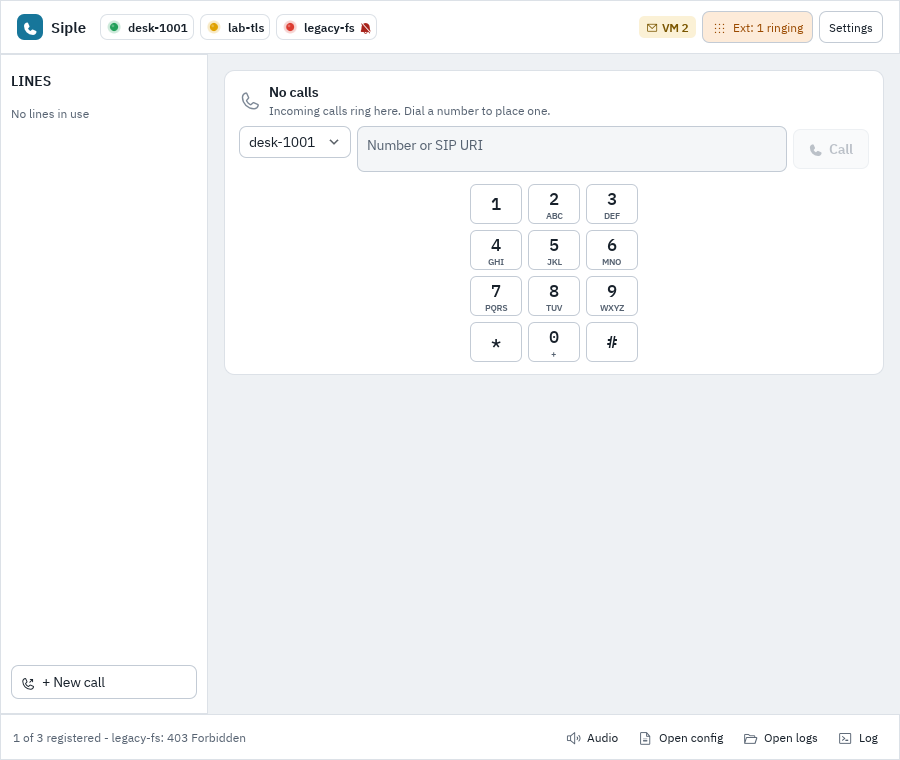 Siple
desk-1001
lab-tls
legacy-fs
VM 2
Ext: 1 ringing
Settings
LINES
No lines in use
+ New call
No calls
Incoming calls ring here. Dial a number to place one.
desk-1001
Number or SIP URI
Call
1
2 ABC
3 DEF
4 GHI
5 JKL
6 MNO
7 PQRS
8 TUV
9 WXYZ
*
0 +
#
1 of 3 registered - legacy-fs: 403 Forbidden
Audio
Open config
Open logs
Log